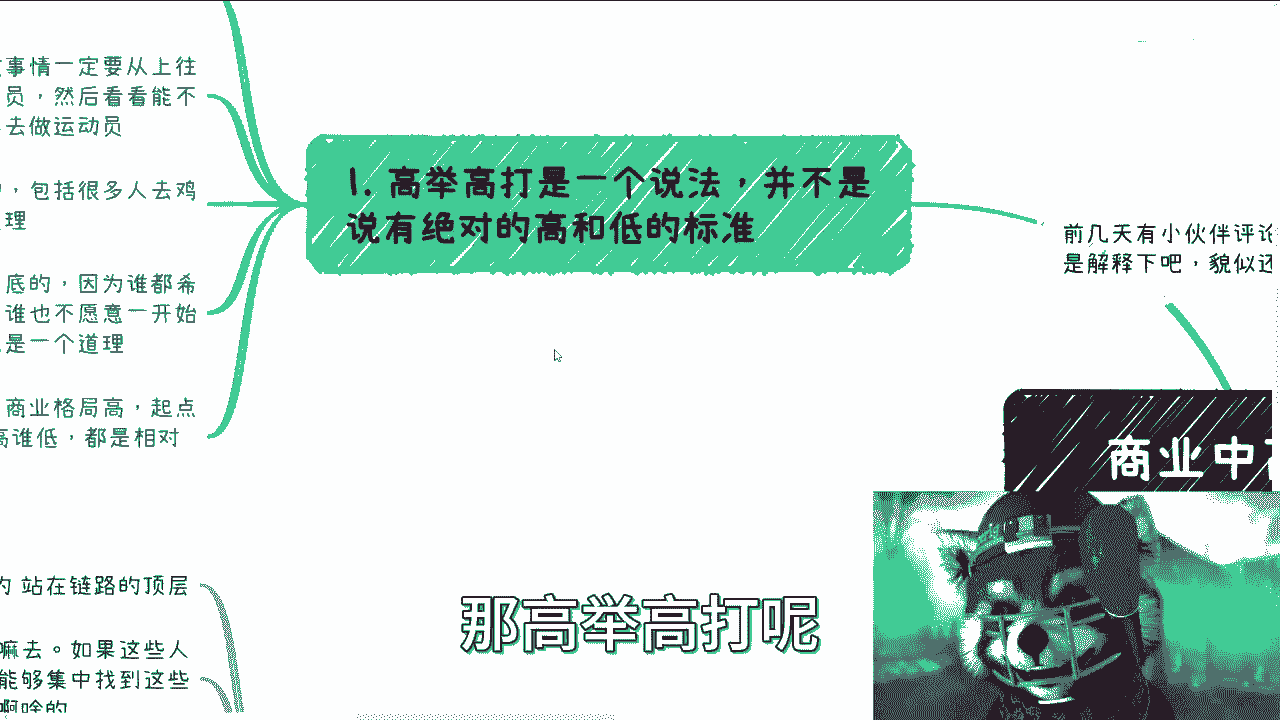 事情一定要从上往
员，然后看看能不
去做运动员
，包括很多人去鸡
理
底的，因为谁都希
谁也不愿意一开始
是一个道理
商业格局高，起点
高谁低，都是相对
1. 高举高打是一个说法，并不是
说有绝对的高和低的标准
前几天有小伙伴评论
是解释下吧，貌似还
商业中高
站在链路的顶层
嘛去。如果这些人
能够集中找到这些
啊啥的
那高举高打呢